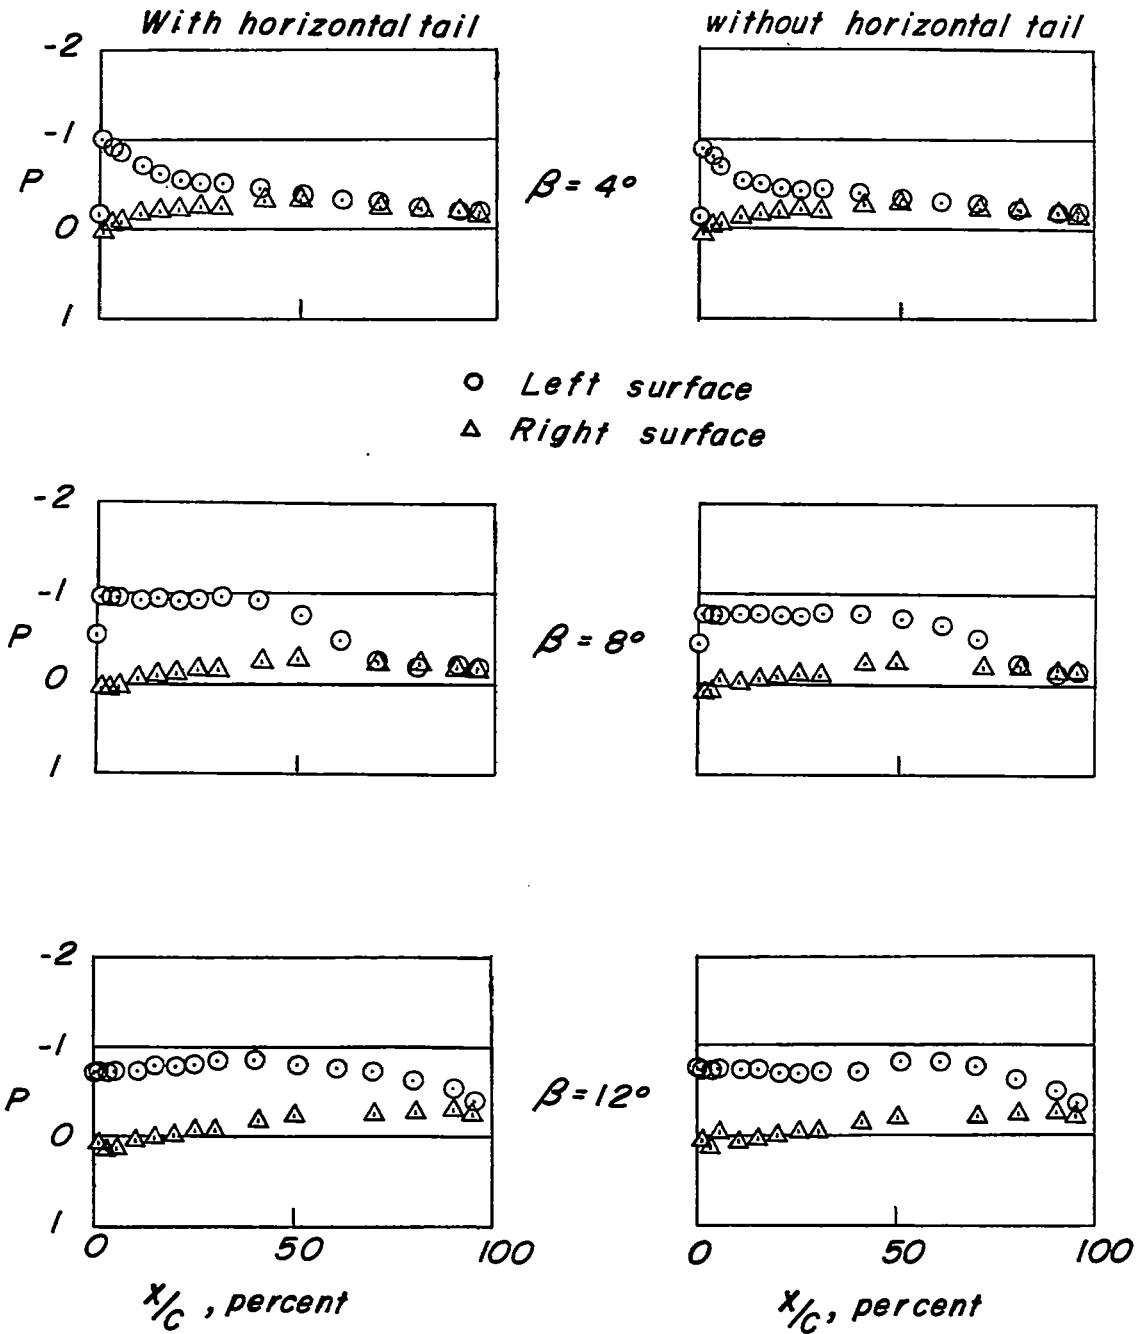 With horizontal tail
without horizontal tail
-2
-1
P
0
1
β = 4°
Left surface
Right surface
-2
-1
P
0
1
β = 8°
-2
-1
P
0
1
β = 12°
0 50 100
0 50 100
x/c, percent
x/c, percent